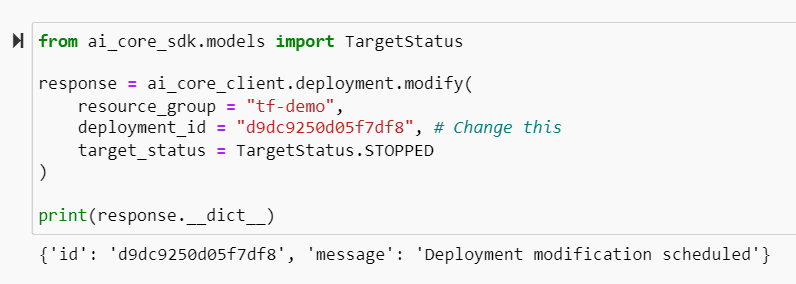 from ai_core_sdk.models import TargetStatus
response = ai_core_client.deployment.modify(
    resource_group = "tf-demo",
    deployment_id = "d9dc9250d05f7df8", # Change this
    target_status = TargetStatus.STOPPED
)
print(response.__dict__)
{'id': 'd9dc9250d05f7df8', 'message': 'Deployment modification scheduled'}